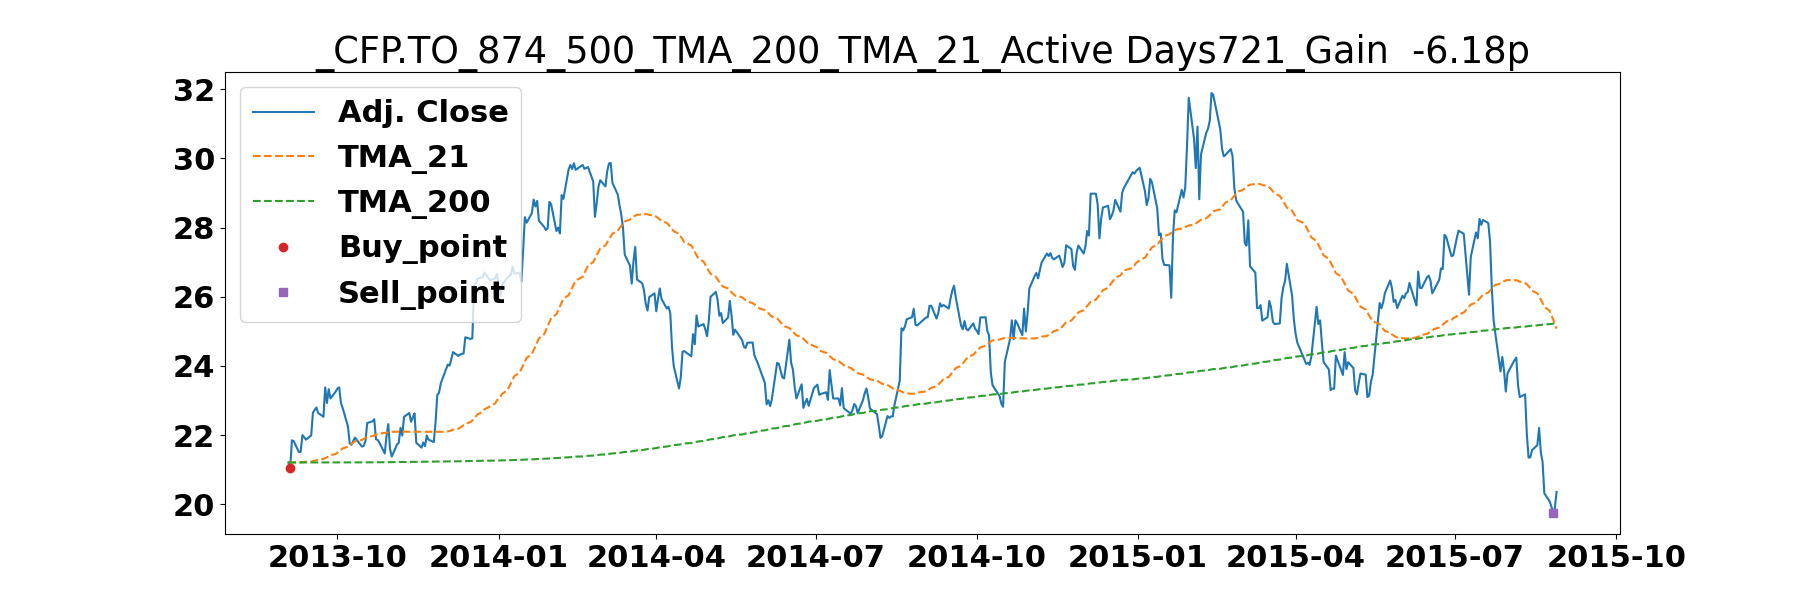 _CFP.TO_874_500_TMA_200_TMA_21_Active Days721_Gain  -6.18p
32
30
28
26
24
22
20
Adj. Close
TMA_21
TMA_200
Buy_point
Sell_point
2013-10 2014-01 2014-04 2014-07 2014-10 2015-01 2015-04 2015-07 2015-10